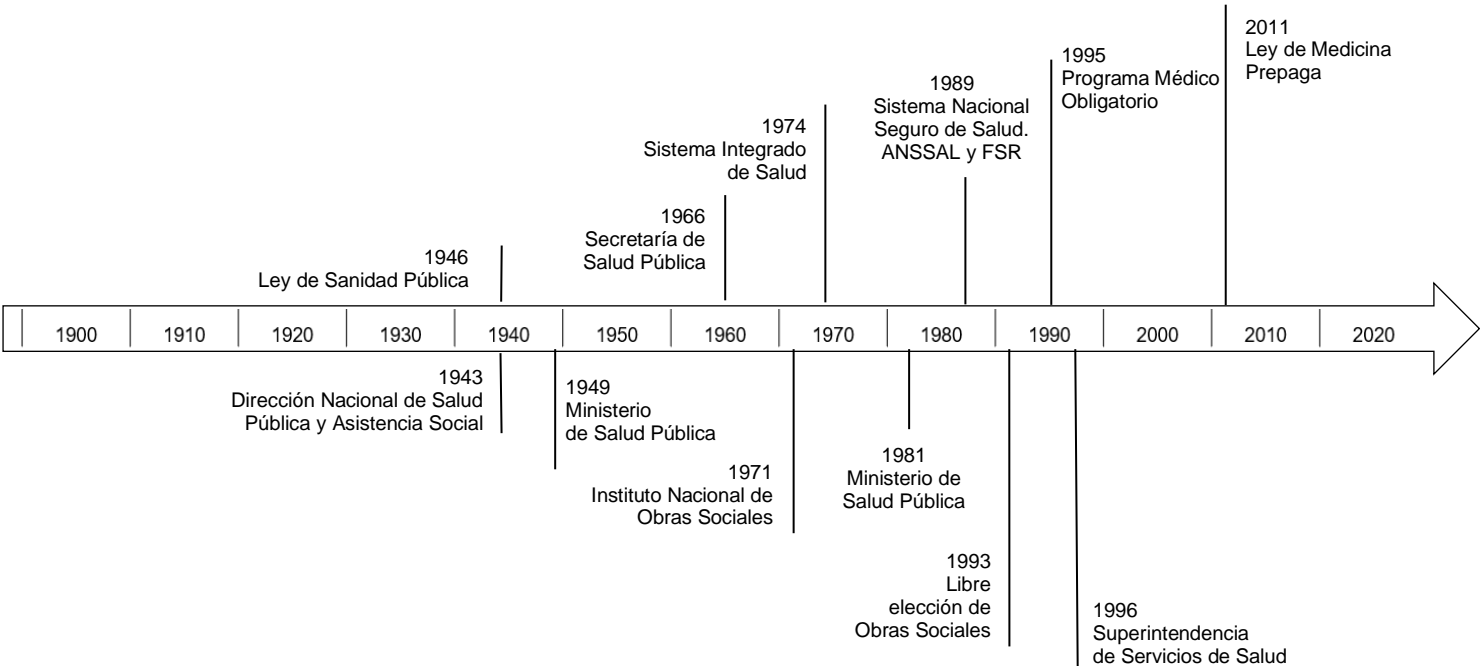 2011
Ley de Medicina
Prepaga
1995
Programa Médico
Obligatorio
1989
Sistema Nacional
Seguro de Salud.
ANSSAL y FSR
1974
Sistema Integrado
de Salud
1966
Secretaría de
Salud Pública
1946
Ley de Sanidad Pública
1900 1910 1920 1930 1940 1950 1960 1970 1980 1990 2000 2010 2020
1943
Dirección Nacional de Salud
Pública y Asistencia Social
1949
Ministerio
de Salud Pública
1971
Instituto Nacional de
Obras Sociales
1981
Ministerio de
Salud Pública
1993
Libre
elección de
Obras Sociales
1996
Superintendencia
de Servicios de Salud